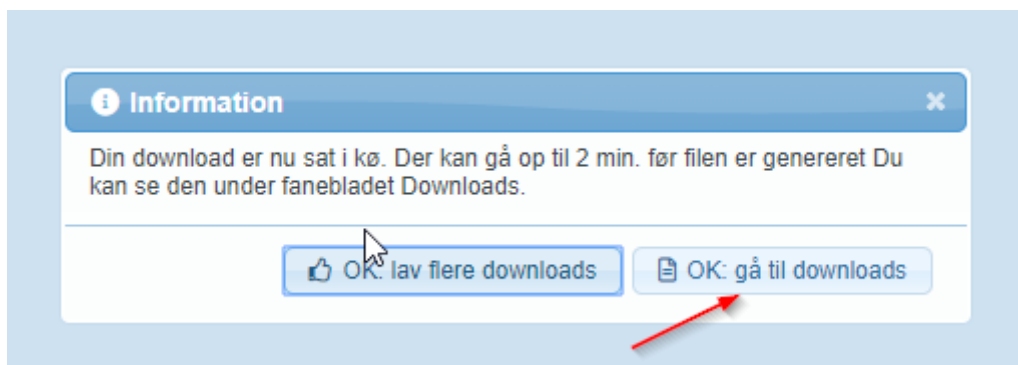 Information
Din download er nu sat i kø. Der kan gå op til 2 min. før filen er genereret Du
kan se den under fanebladet Downloads.
OK: lav flere downloads
OK: gå til downloads